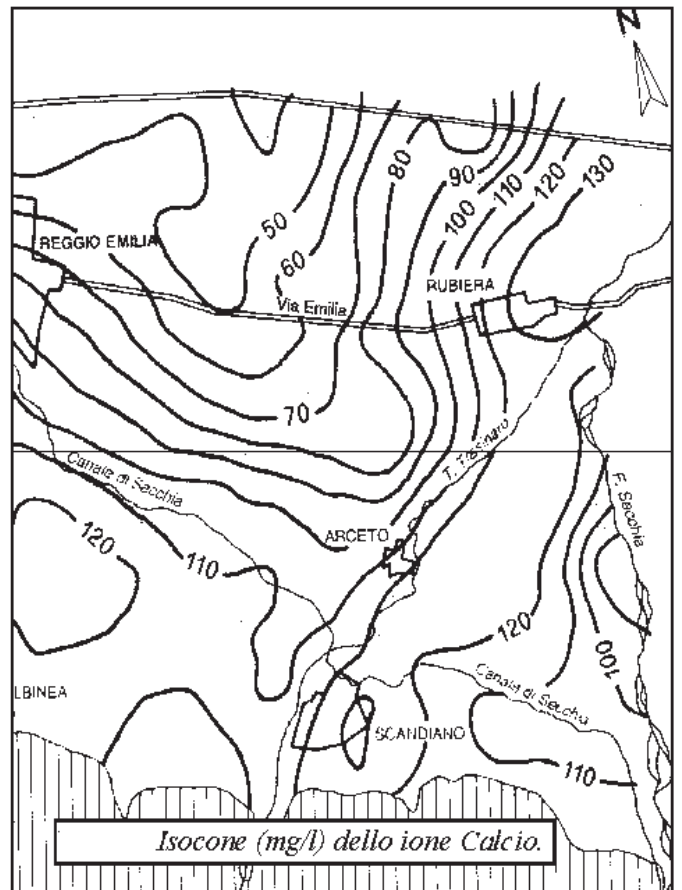 N
80
90
100
110
120
130
50
REGGIO EMILIA
60
RUBIERA
Via Emilia
70
T. Tresinaro
Canale di Secchia
F. Secchia
120
ARCETO
110
120
100
LBINEA
Canale di Secchia
SCANDIANO
110
Isocone (mg/l) dello ione Calcio.